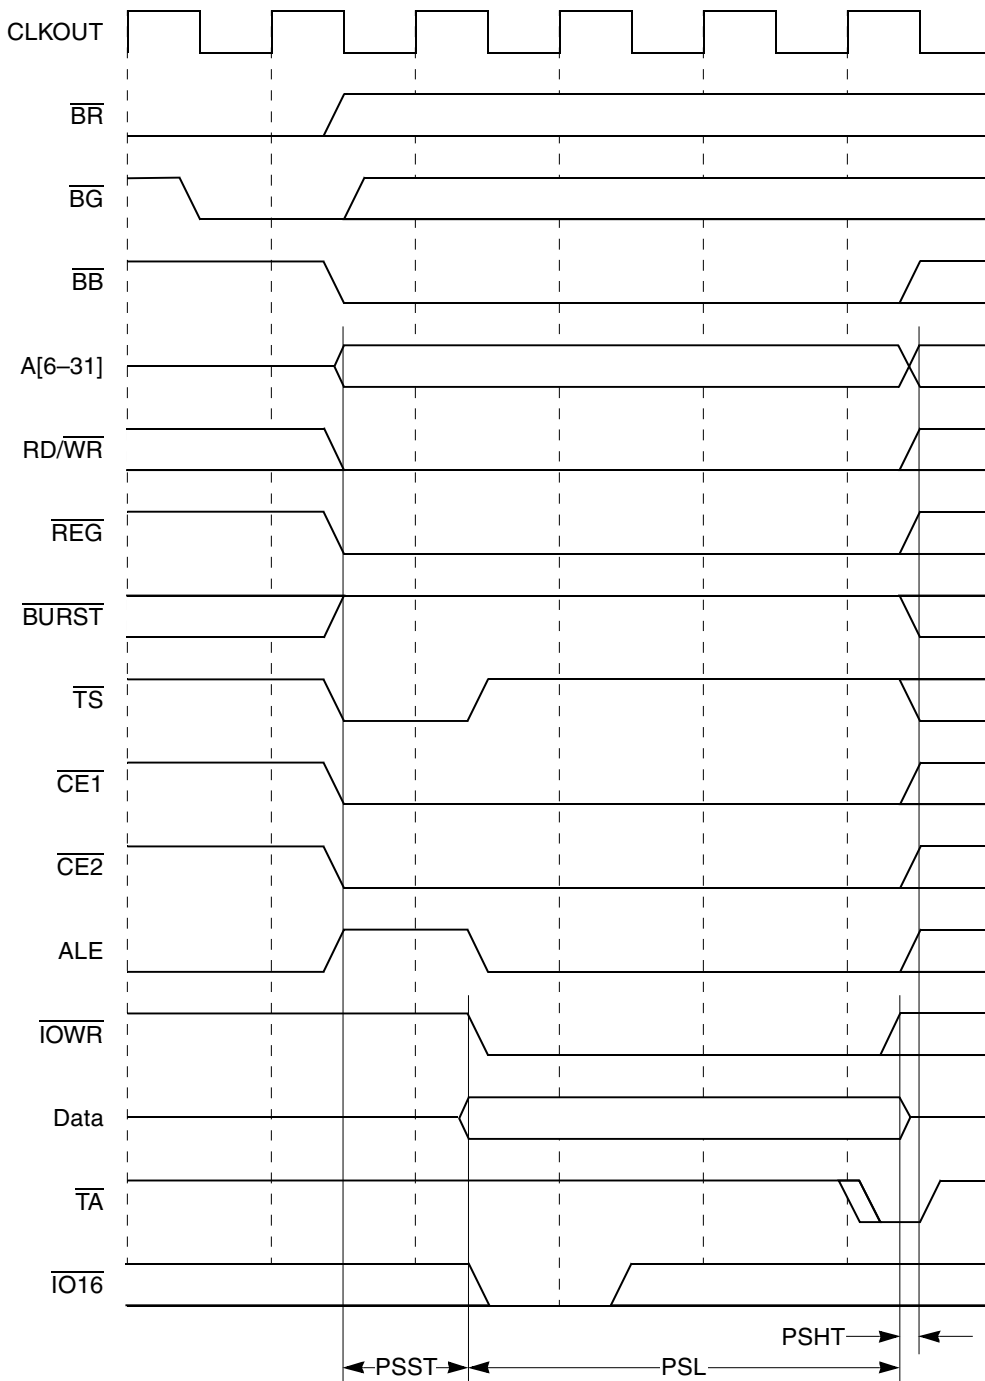 CLKOUT
BR
BG
BB
A[6–31]
RD/WR
REG
BURST
TS
CE1
CE2
ALE
IOWR
Data
TA
IO16
PSHT
PSST
PSL